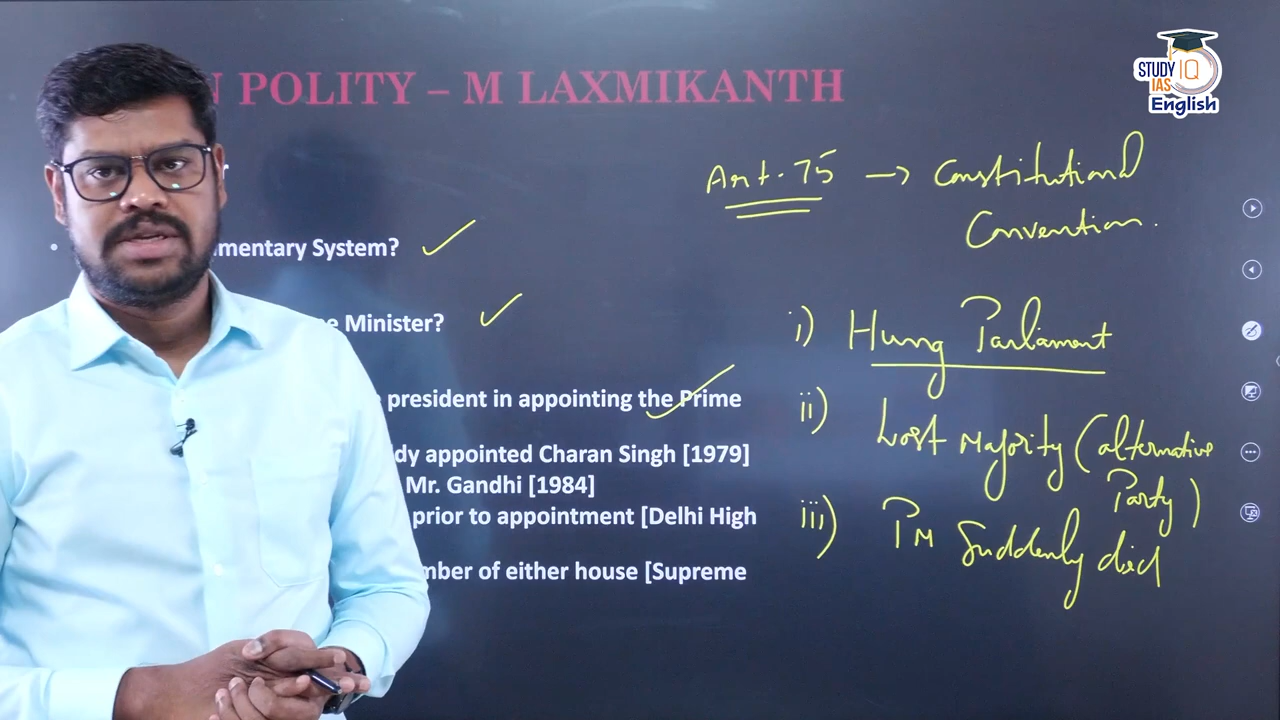 N POLITY – M LAXMIKANTH
STUDY IQ
IAS
English
Art. 75 → Constitutional
Convention.
mentary System?
e Minister?
i) Hung Parliament
president in appointing the Prime
ii) Lost Majority (alternative
Party)
dy appointed Charan Singh [1979]
Mr. Gandhi [1984]
prior to appointment [Delhi High
iii) PM Suddenly died
mber of either house [Supreme